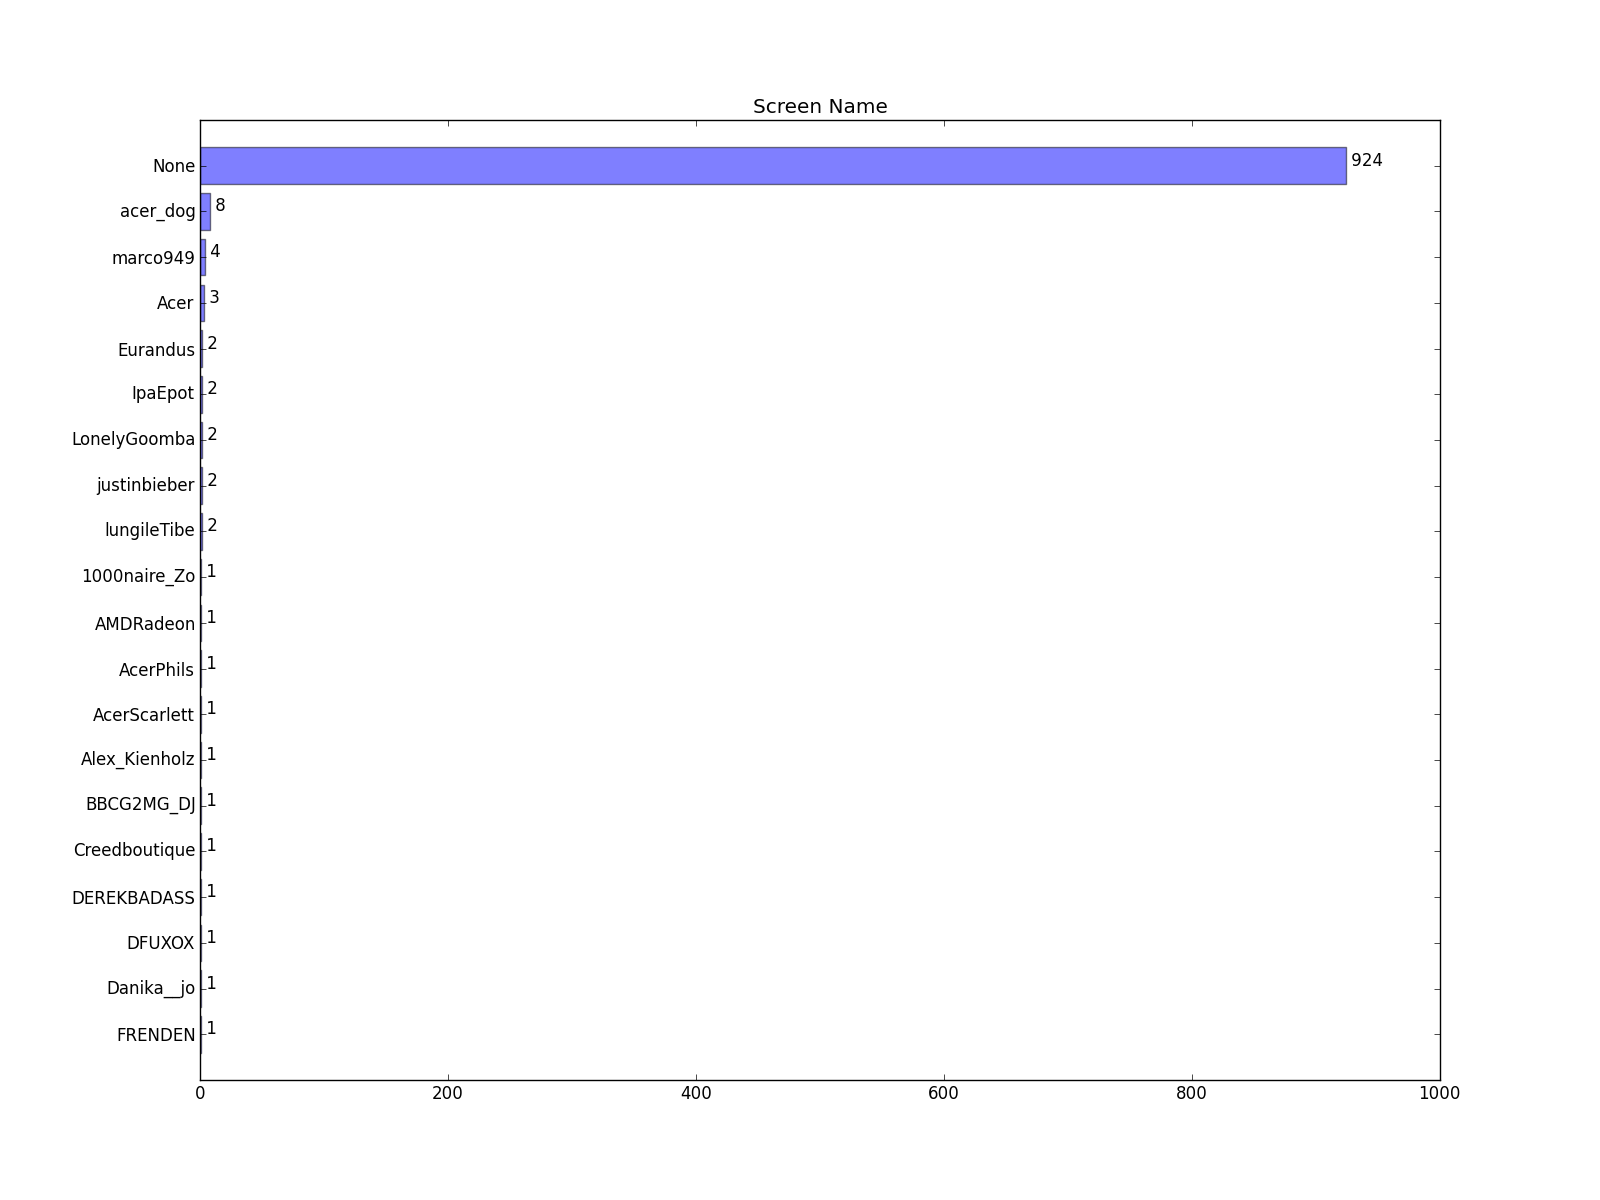 Screen Name
None 924
acer_dog 8
marco949 4
Acer 3
Eurandus 2
IpaEpot 2
LonelyGoomba 2
justinbieber 2
lungileTibe 2
1000naire_Zo 1
AMDRadeon 1
AcerPhils 1
AcerScarlett 1
Alex_Kienholz 1
BBCG2MG_DJ 1
Creedboutique 1
DEREKBADASS 1
DFUXOX 1
Danika__jo 1
FRENDEN 1
0 200 400 600 800 1000